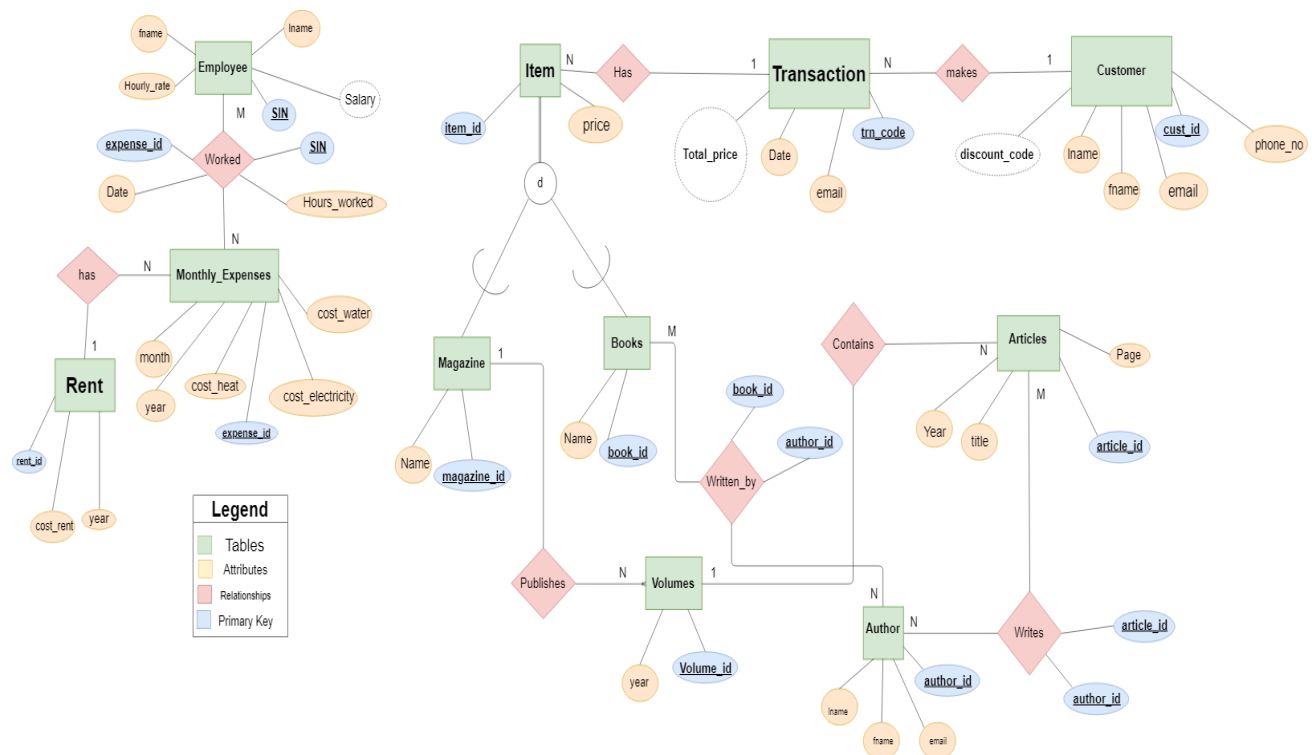 fname
lname
Employee
Hourly_rate
Salary
SIN
M
expense_id
Worked
SIN
Date
Hours_worked
N
has
N
Monthly_Expenses
cost_water
month
year
cost_heat
cost_electricity
expense_id
1
Rent
rent_id
cost_rent
year
Legend
Tables
Attributes
Relationships
Primary Key
Item
N
Has
1
Transaction
N
makes
1
Customer
item_id
price
Total_price
Date
email
trn_code
discount_code
lname
fname
email
cust_id
phone_no
d
Magazine
1
Name
magazine_id
Books
M
Name
book_id
book_id
author_id
Written_by
Contains
N
Articles
Page
Year
title
article_id
M
Publishes
N
Volumes
1
year
Volume_id
N
Author
N
Writes
article_id
author_id
author_id
lname
fname
email